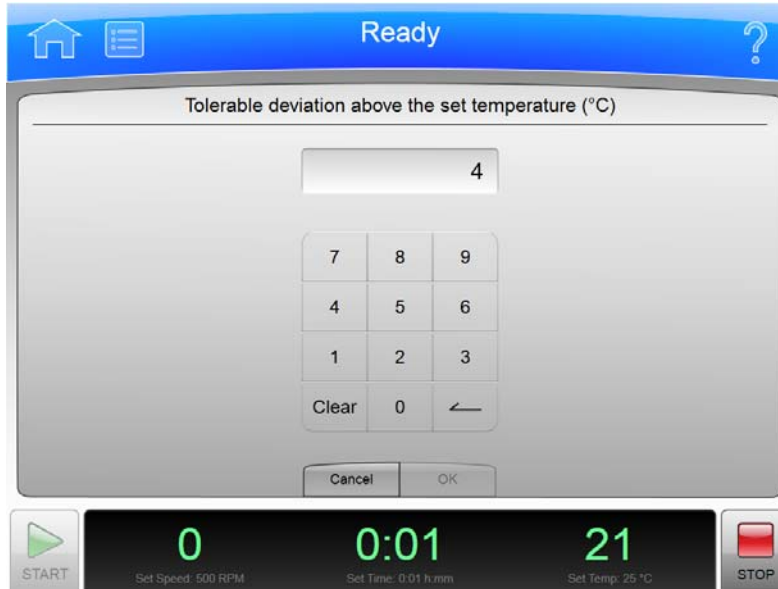 Ready
?
Tolerable deviation above the set temperature (°C)
4
7 8 9
4 5 6
1 2 3
Clear 0
Cancel OK
0 0:01 21
START Set Speed: 500 RPM Set Time: 0:01 h:mm Set Temp: 25 °C STOP